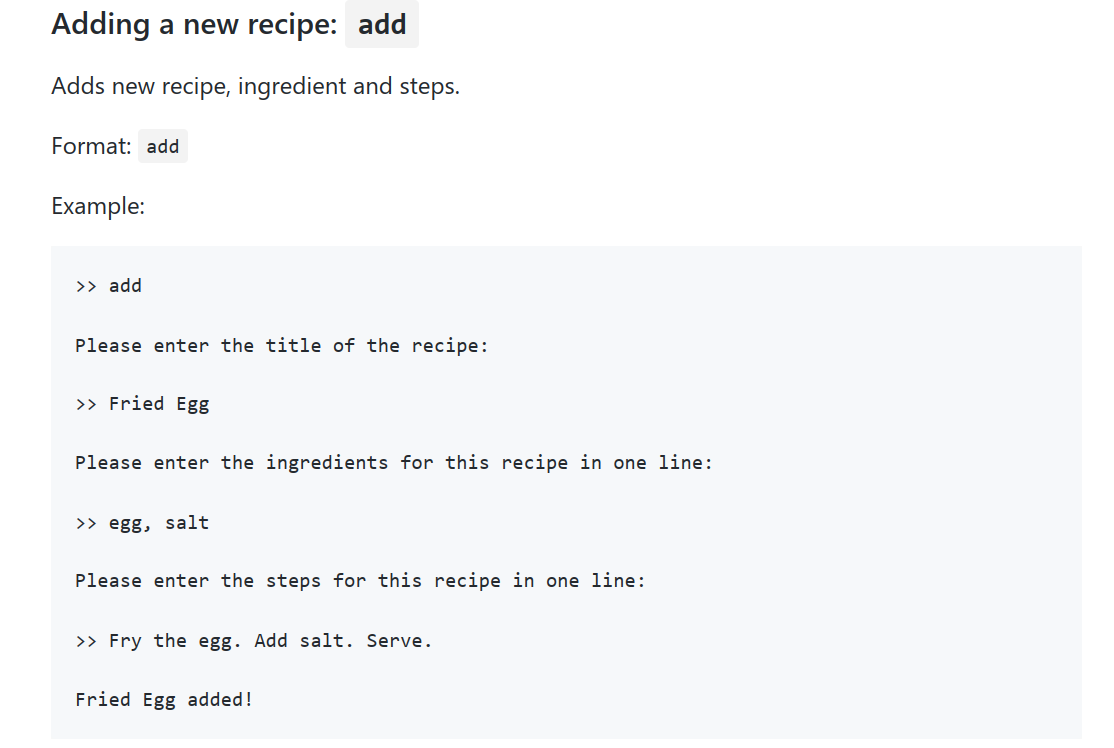 Adding a new recipe: add
Adds new recipe, ingredient and steps.
Format: add
Example:
>> add
Please enter the title of the recipe:
>> Fried Egg
Please enter the ingredients for this recipe in one line:
>> egg, salt
Please enter the steps for this recipe in one line:
>> Fry the egg. Add salt. Serve.
Fried Egg added!